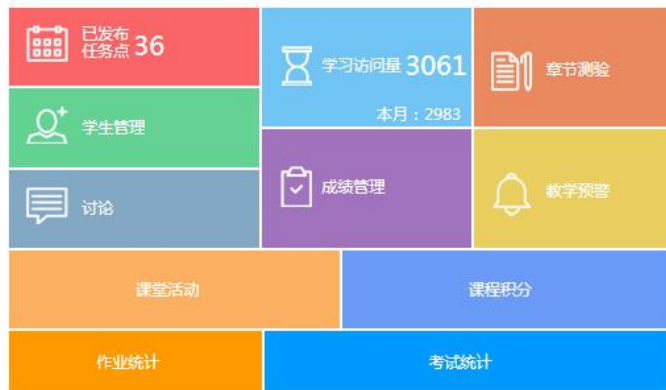 已发布
任务点 36
学习访问量 3061
本月：2983
章节测验
学生管理
成绩管理
教学预警
讨论
课堂活动
课程积分
作业统计
考试统计